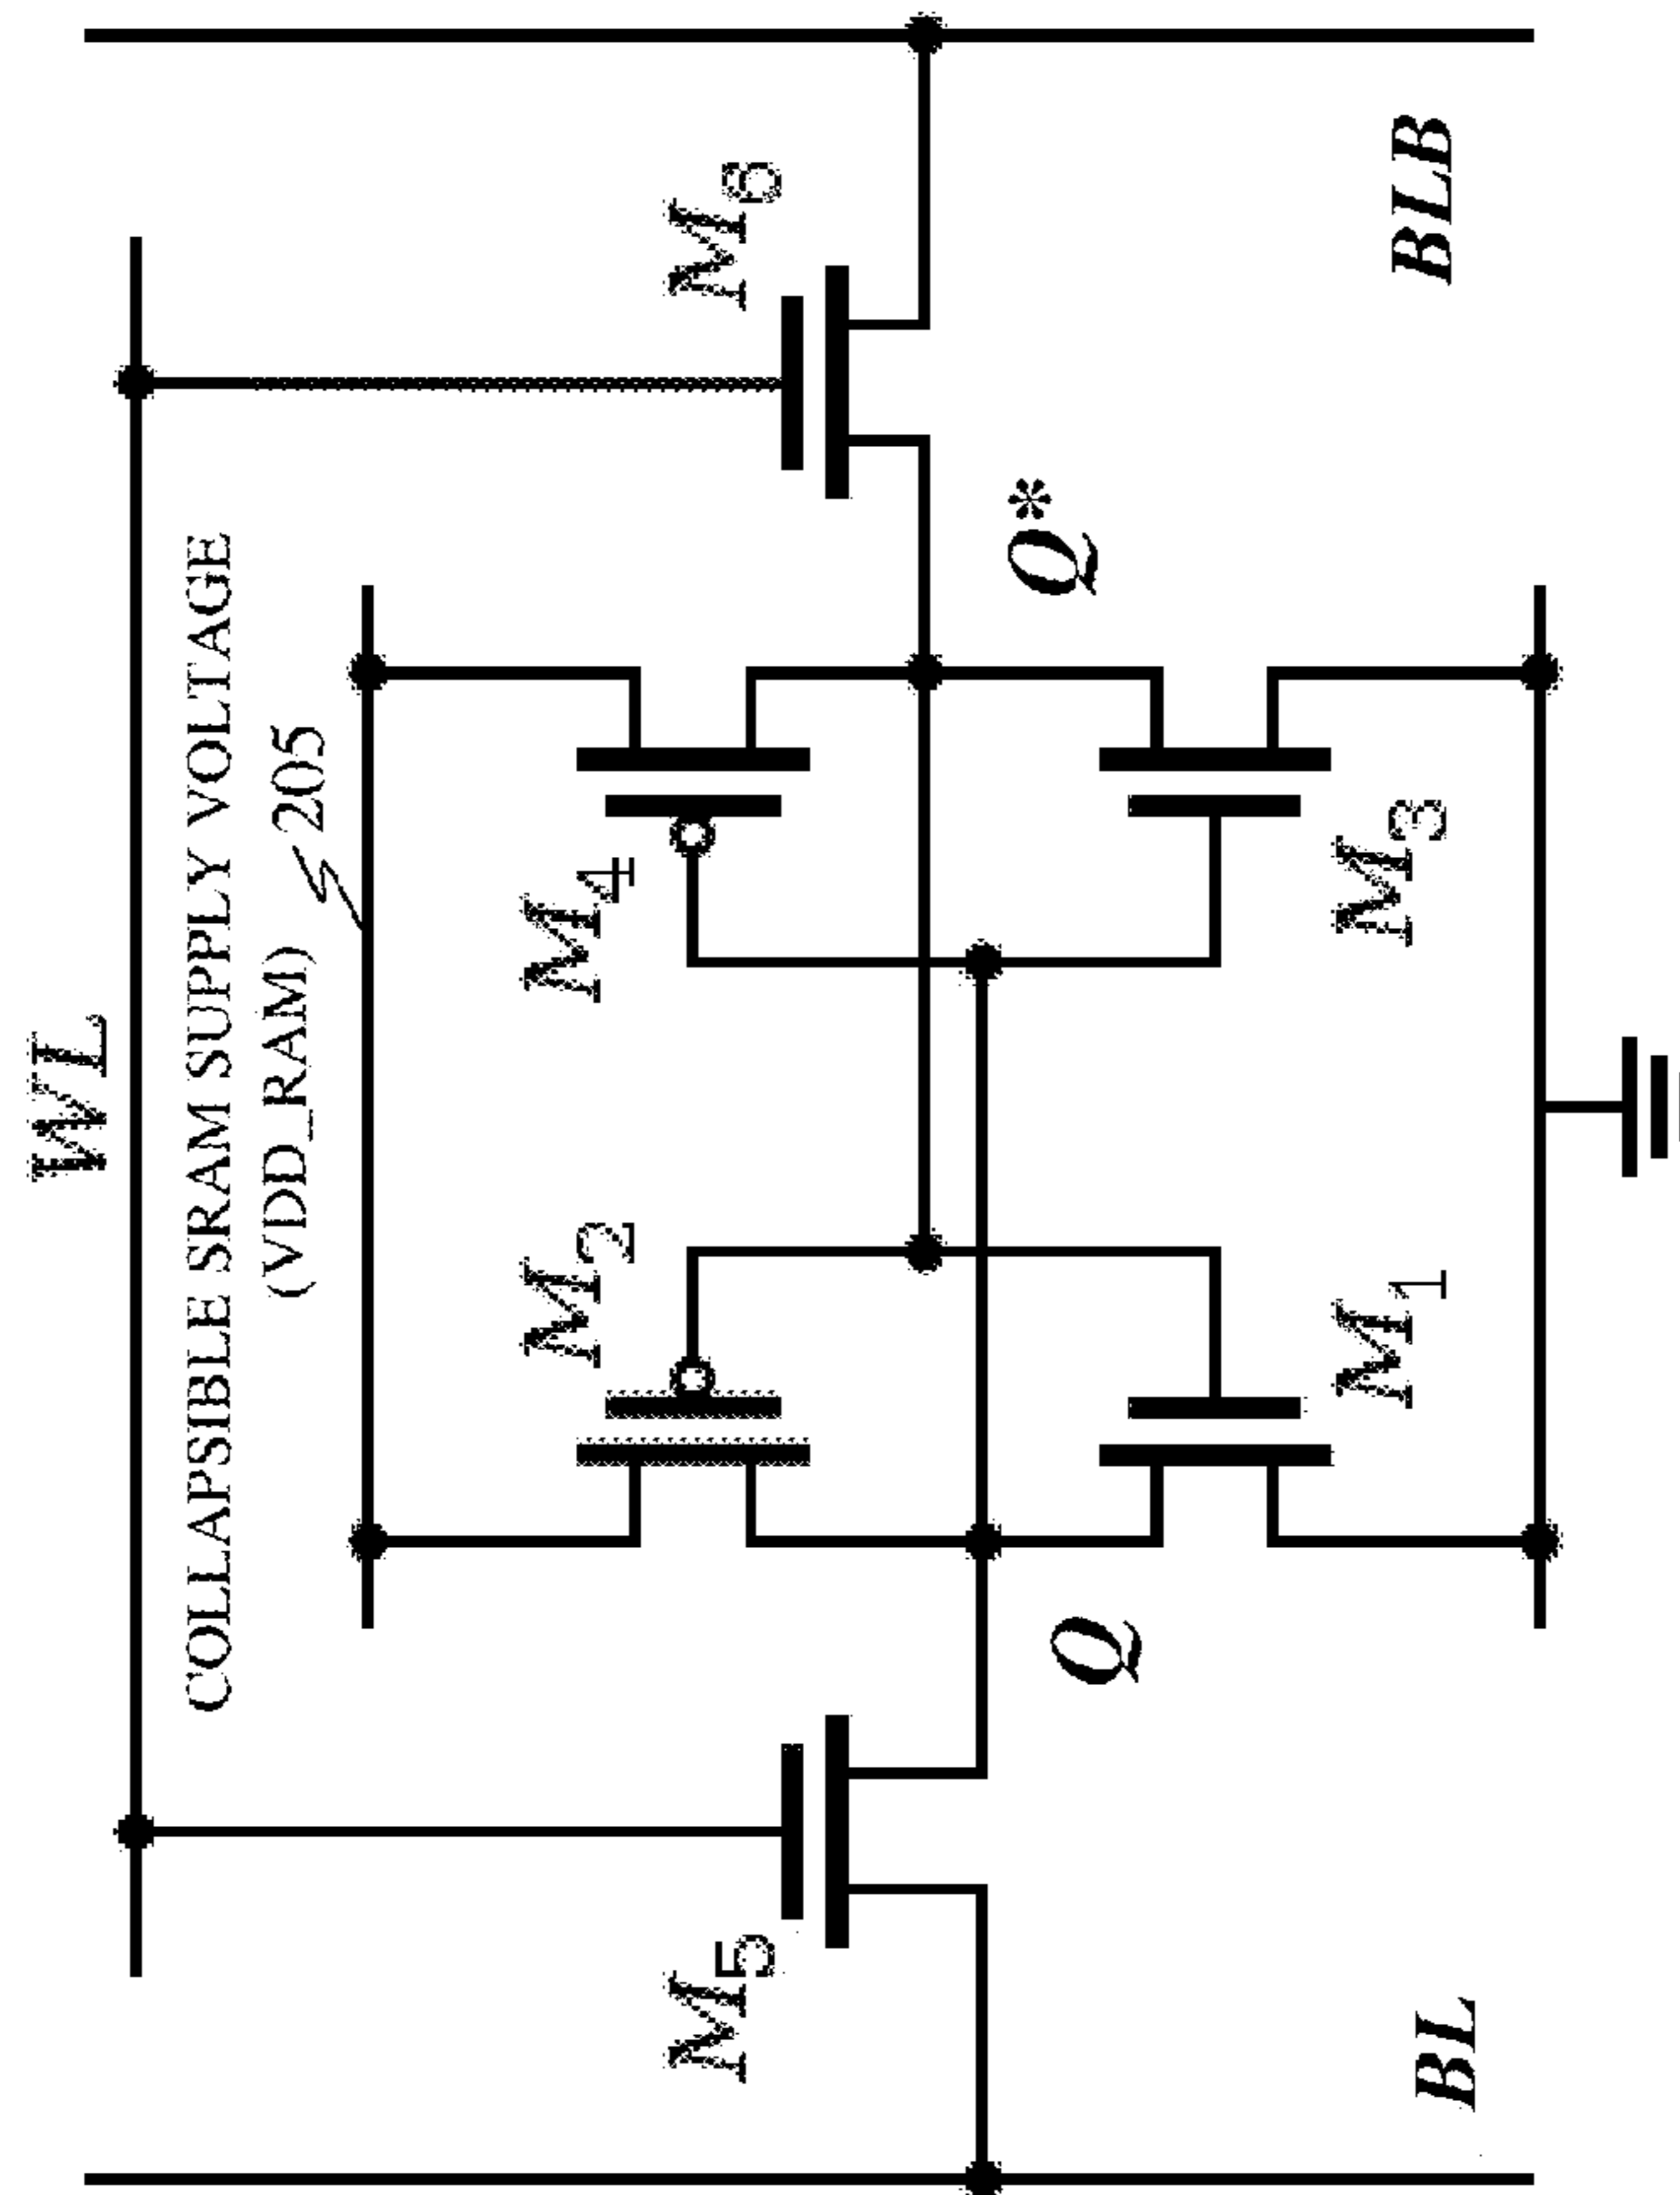 WL
COLLAPSIBLE SRAM SUPPLY VOLTAGE
(VDD_RAM) 205
M2
M4
M5
M6
Q
Q*
M1
M3
BL
BLB